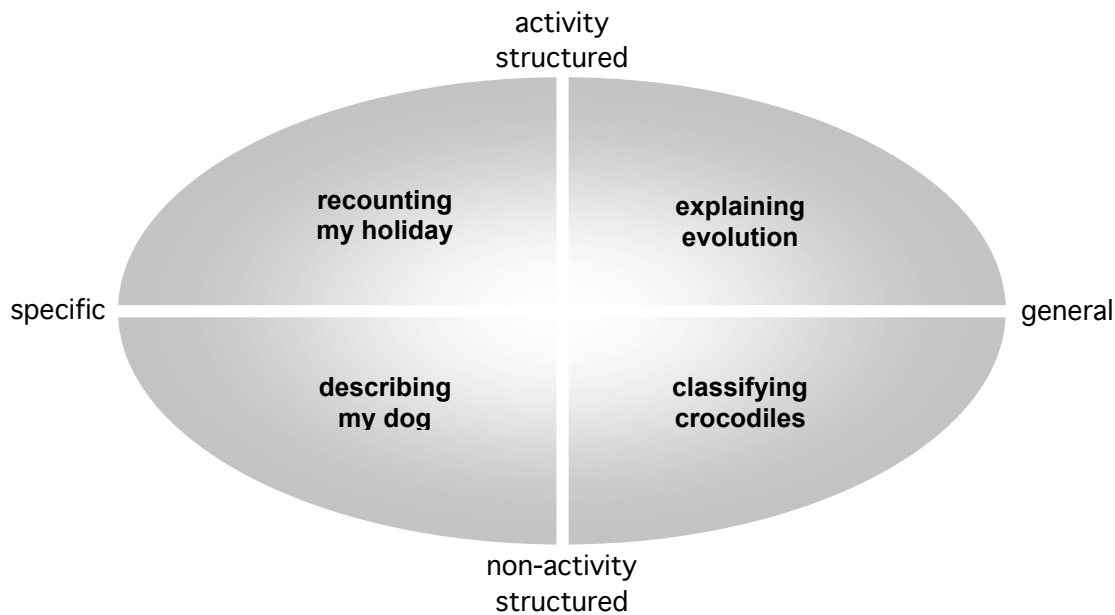 activity
structured
recounting
my holiday
explaining
evolution
specific
general
describing
my dog
classifying
crocodiles
non-activity
structured